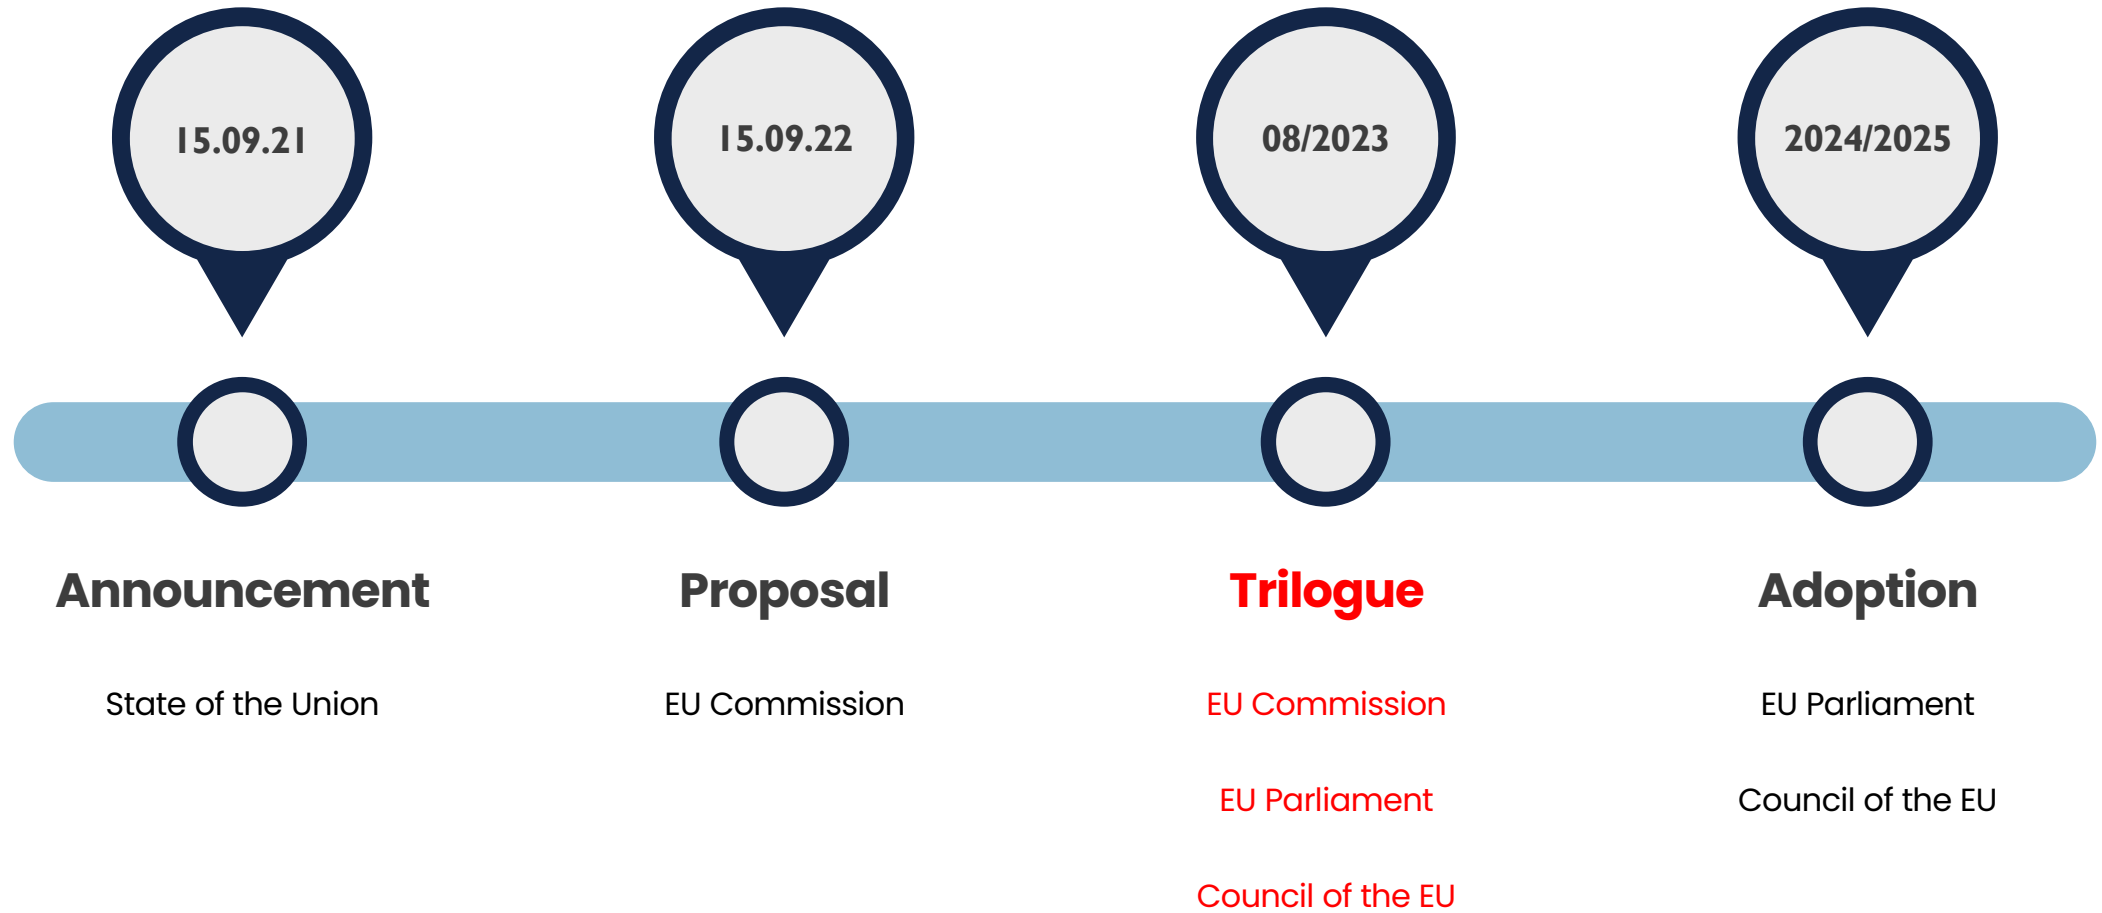 15.09.21
15.09.22
08/2023
2024/2025
Announcement
Proposal
Trilogue
Adoption
State of the Union
EU Commission
EU Commission
EU Parliament
EU Parliament
Council of the EU
Council of the EU